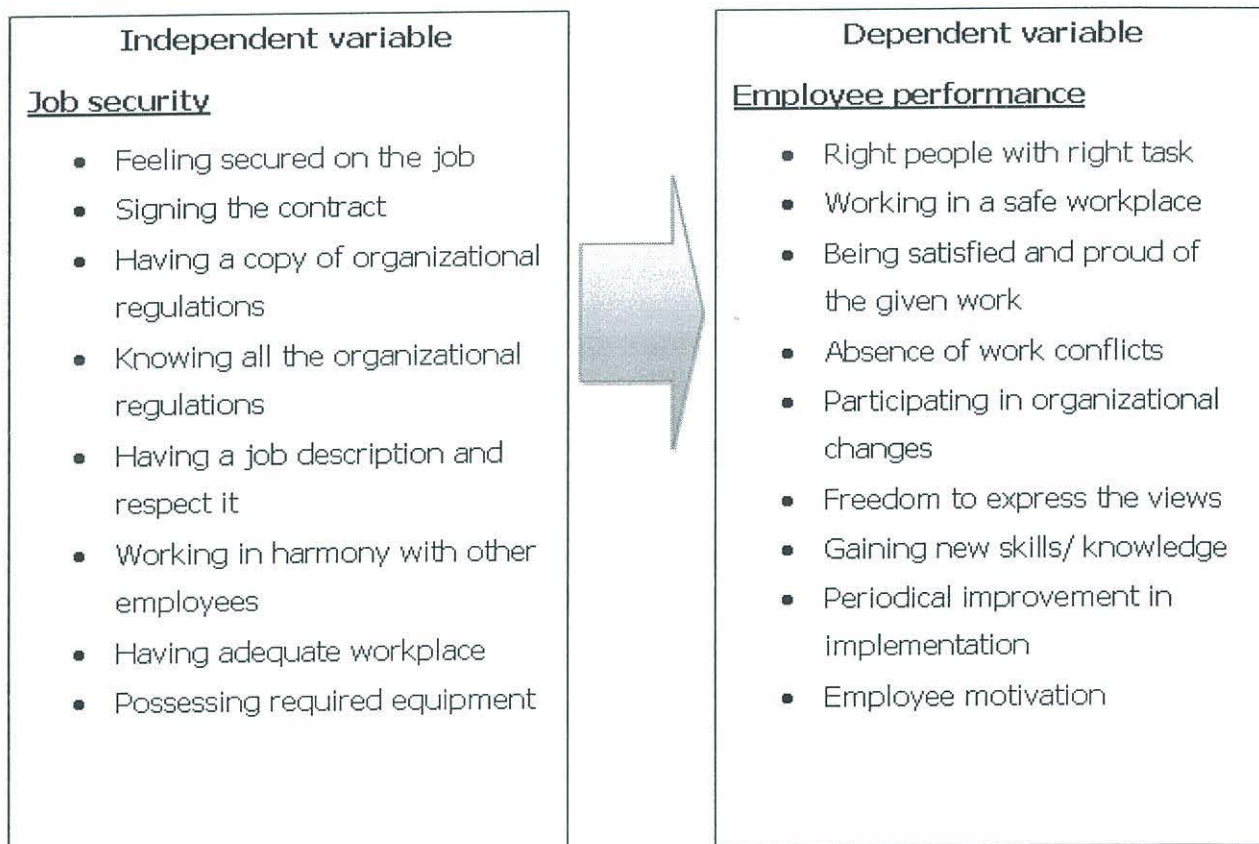 Independent variable
Job security
• Feeling secured on the job
• Signing the contract
• Having a copy of organizational
regulations
• Knowing all the organizational
regulations
• Having a job description and
respect it
• Working in harmony with other
employees
• Having adequate workplace
• Possessing required equipment
Dependent variable
Employee performance
• Right people with right task
• Working in a safe workplace
• Being satisfied and proud of
the given work
• Absence of work conflicts
• Participating in organizational
changes
• Freedom to express the views
• Gaining new skills/ knowledge
• Periodical improvement in
implementation
• Employee motivation